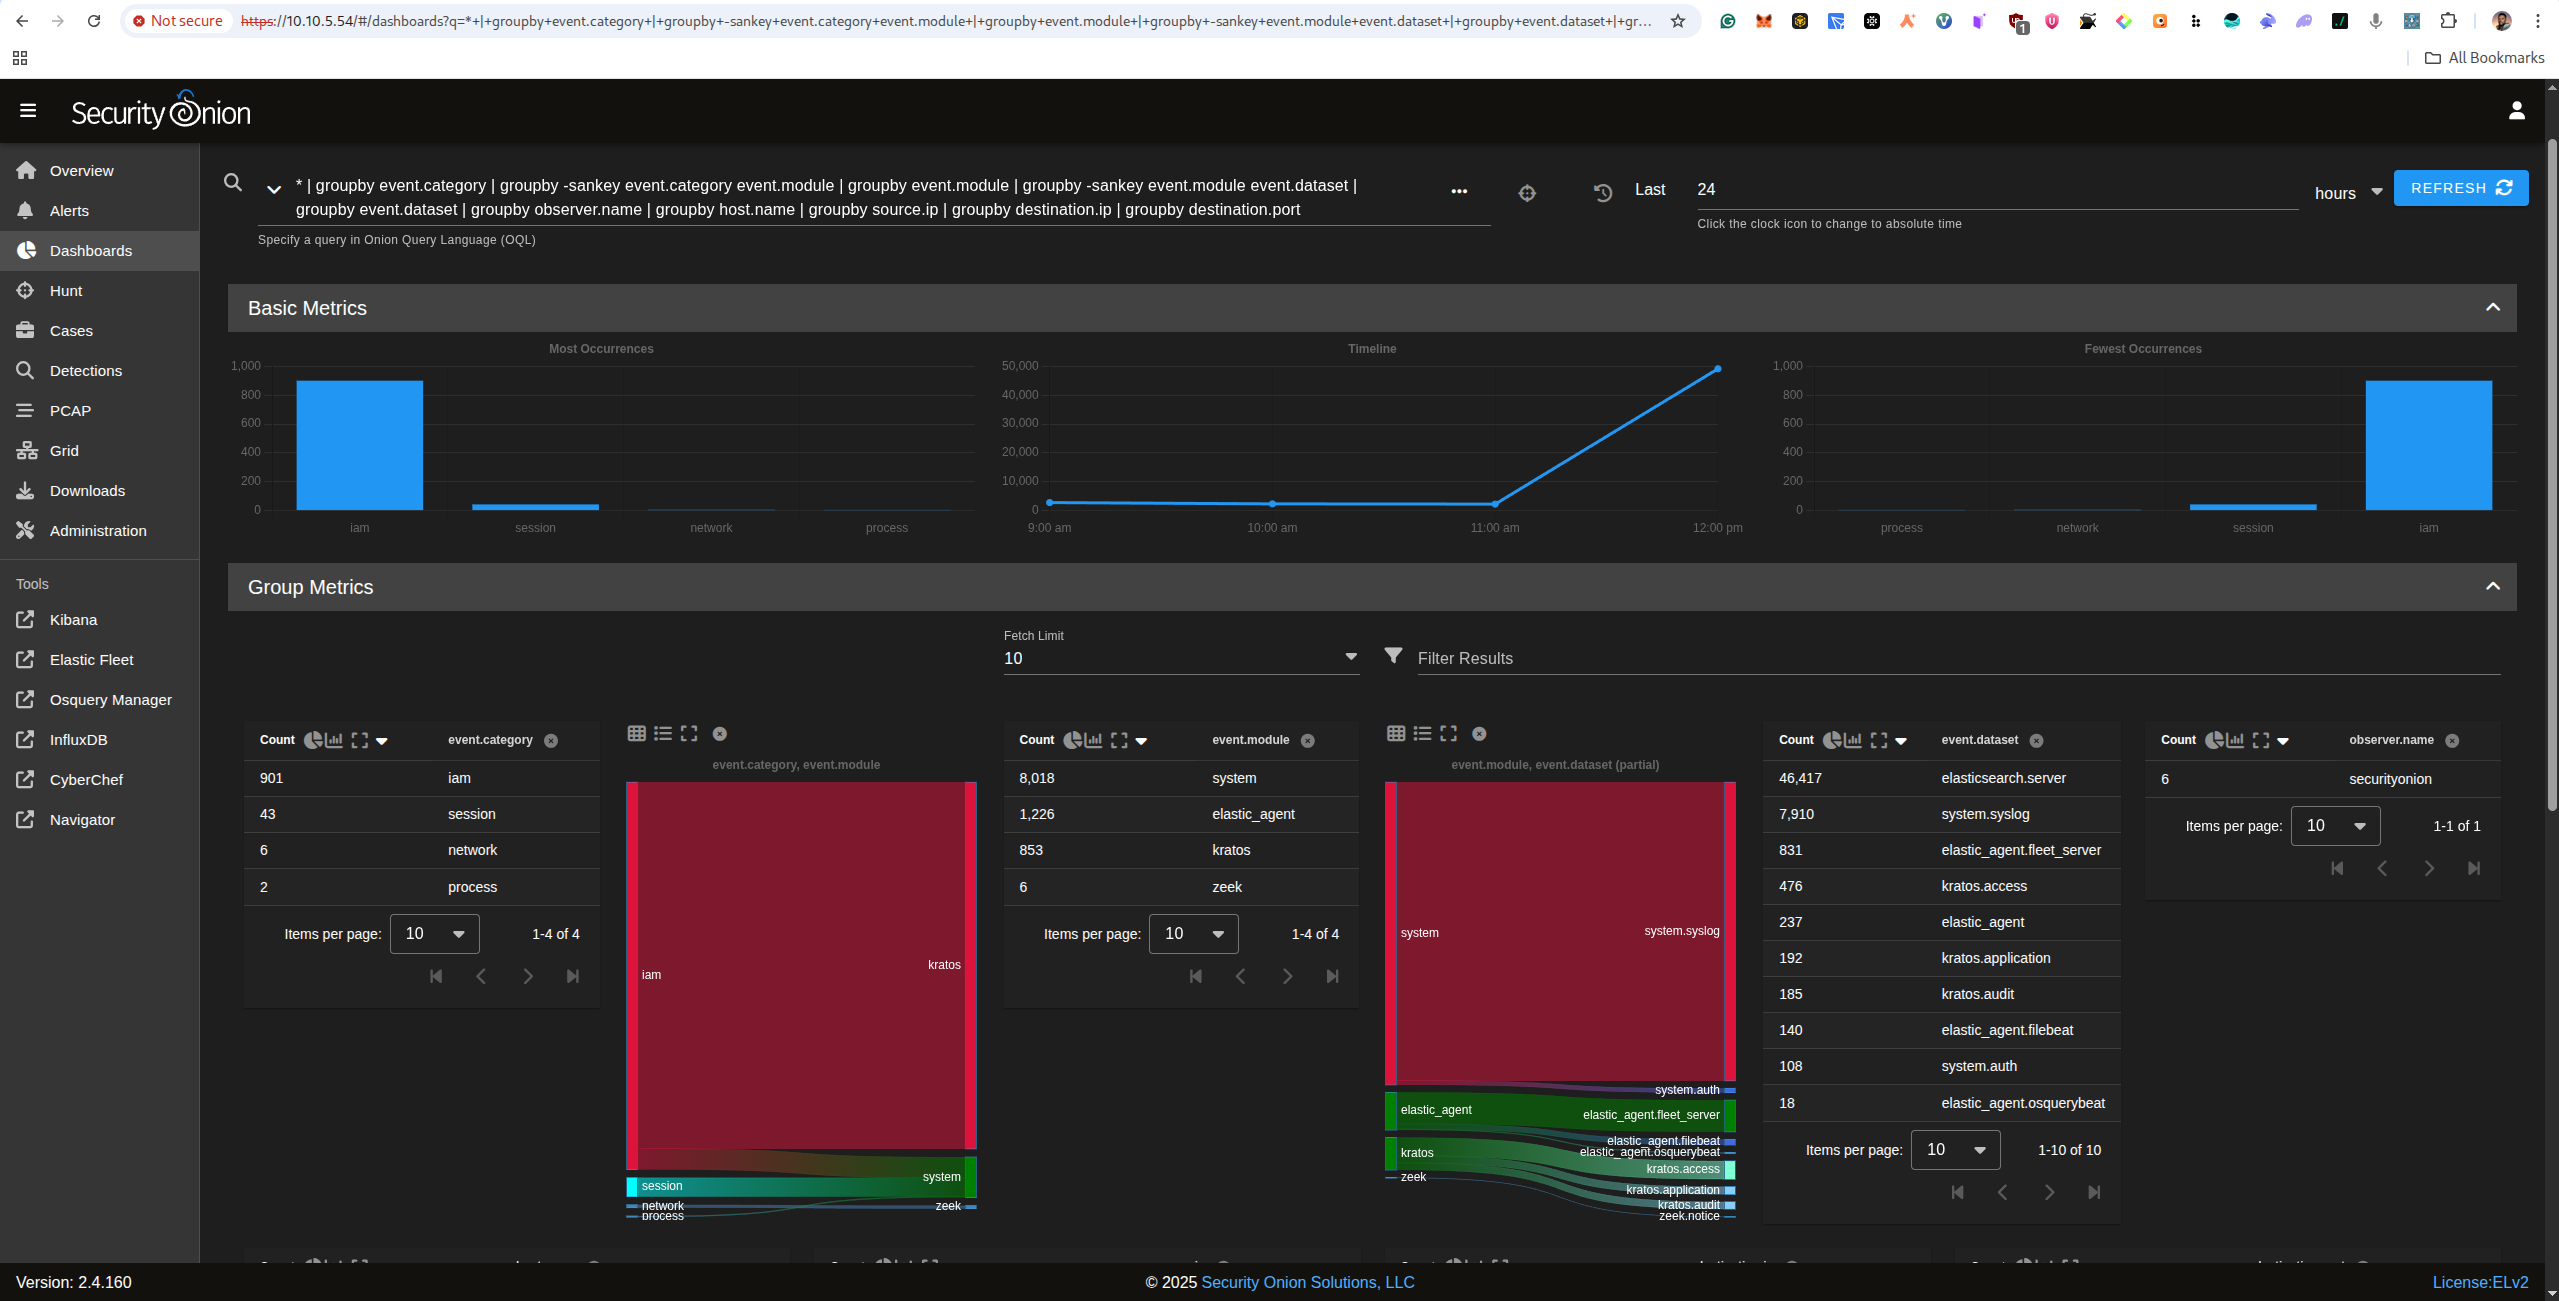 Not secure
https://10.10.5.54/#/dashboards?q=*+|+groupby+event.category+|+groupby+-sankey+event.category+event.module+|+groupby+event.module+|+groupby+-sankey+event.module+event.dataset+|+groupby+event.dataset+|+gr...
1
All Bookmarks
Security Onion
Overview
Alerts
Dashboards
Hunt
Cases
Detections
PCAP
Grid
Downloads
Administration
Tools
Kibana
Elastic Fleet
Osquery Manager
InfluxDB
CyberChef
Navigator
* | groupby event.category | groupby -sankey event.category event.module | groupby event.module | groupby -sankey event.module event.dataset |
groupby event.dataset | groupby observer.name | groupby host.name | groupby source.ip | groupby destination.ip | groupby destination.port
Specify a query in Onion Query Language (OQL)
Last 24 hours
Click the clock icon to change to absolute time
REFRESH
Basic Metrics
Most Occurrences
1,000
800
600
400
200
0
iam session network process
Timeline
50,000
40,000
30,000
20,000
10,000
0
9:00 am 10:00 am 11:00 am 12:00 pm
Fewest Occurrences
1,000
800
600
400
200
0
process network session iam
Group Metrics
Fetch Limit
10
Filter Results
Count event.category
901 iam
43 session
6 network
2 process
Items per page: 10 1-4 of 4
event.category, event.module
iam
session
network
process
kratos
system
zeek
Count event.module
8,018 system
1,226 elastic_agent
853 kratos
6 zeek
Items per page: 10 1-4 of 4
event.module, event.dataset (partial)
system
elastic_agent
kratos
zeek
system.syslog
system.auth
elastic_agent.fleet_server
elastic_agent.filebeat
elastic_agent.osquerybeat
kratos.access
kratos.application
kratos.audit
zeek.notice
Count event.dataset
46,417 elasticsearch.server
7,910 system.syslog
831 elastic_agent.fleet_server
476 kratos.access
237 elastic_agent
192 kratos.application
185 kratos.audit
140 elastic_agent.filebeat
108 system.auth
18 elastic_agent.osquerybeat
Items per page: 10 1-10 of 10
Count observer.name
6 securityonion
Items per page: 10 1-1 of 1
Version: 2.4.160
© 2025 Security Onion Solutions, LLC
License:ELv2